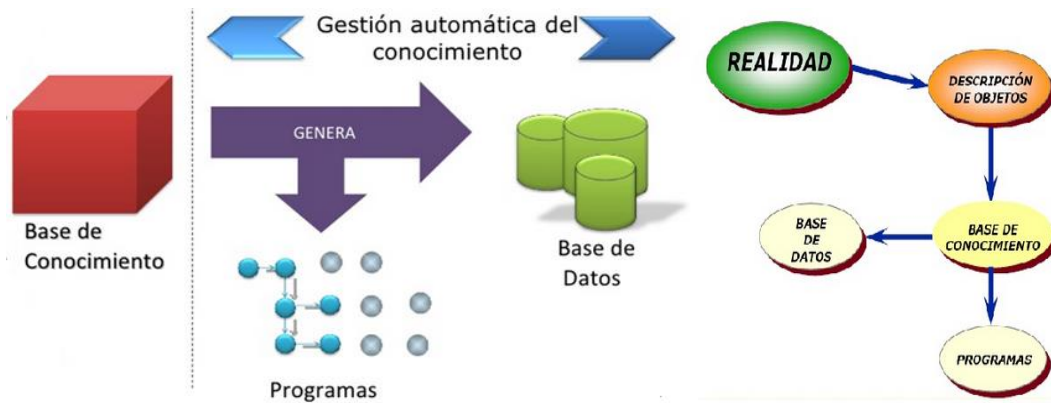 Gestión automática del
conocimiento
GENERA
Base de
Conocimiento
Base de
Datos
Programas
REALIDAD
DESCRIPCIÓN
DE OBJETOS
BASE
DE
DATOS
BASE DE
CONOCIMIENTO
PROGRAMAS